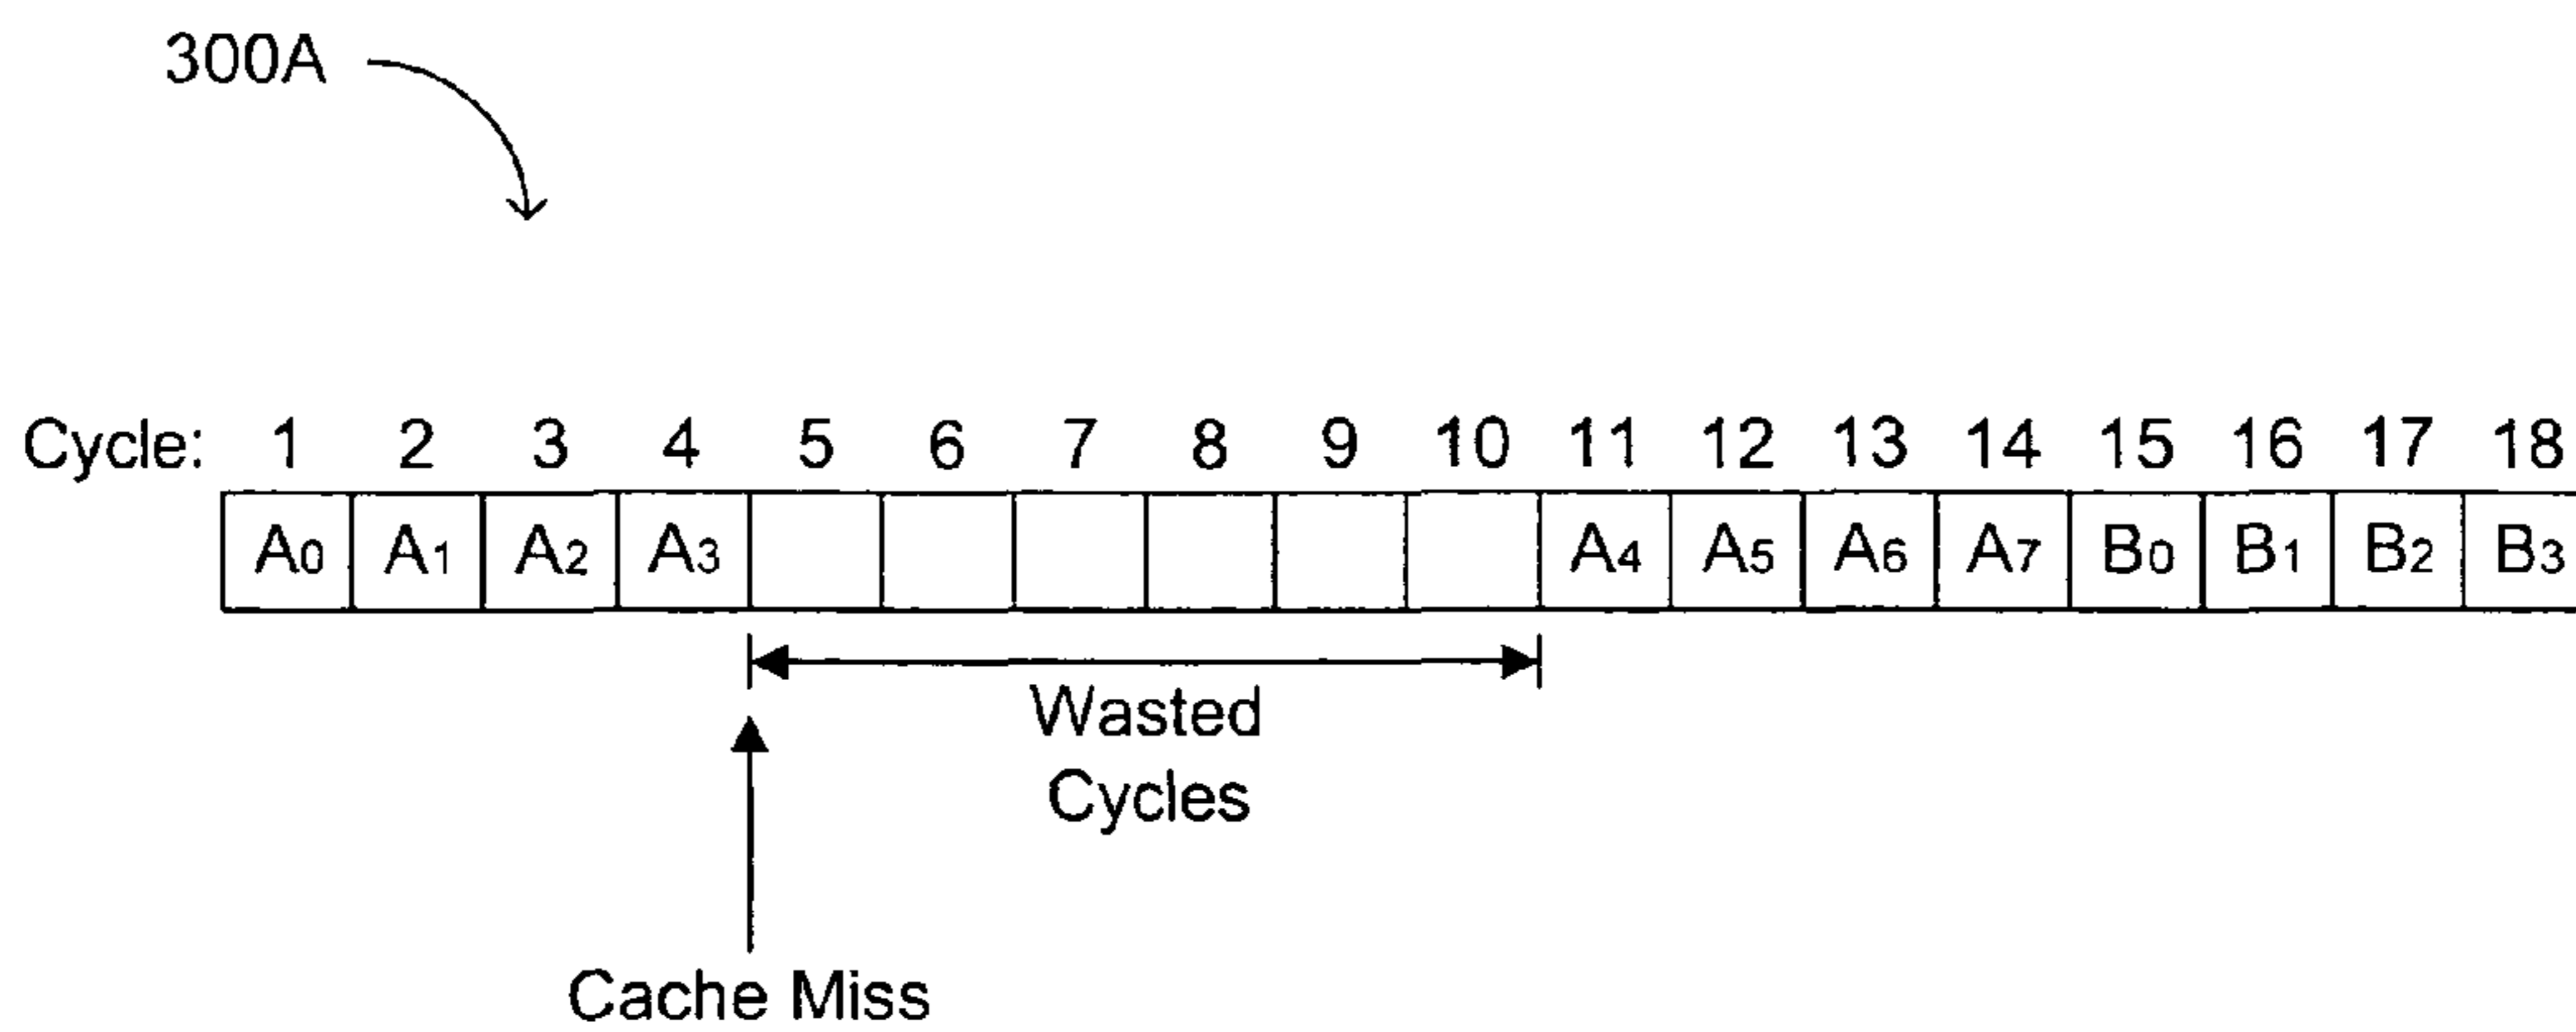 300A
Cycle: 1 2 3 4 5 6 7 8 9 10 11 12 13 14 15 16 17 18
A0 A1 A2 A3 A4 A5 A6 A7 B0 B1 B2 B3
Wasted
Cycles
Cache Miss